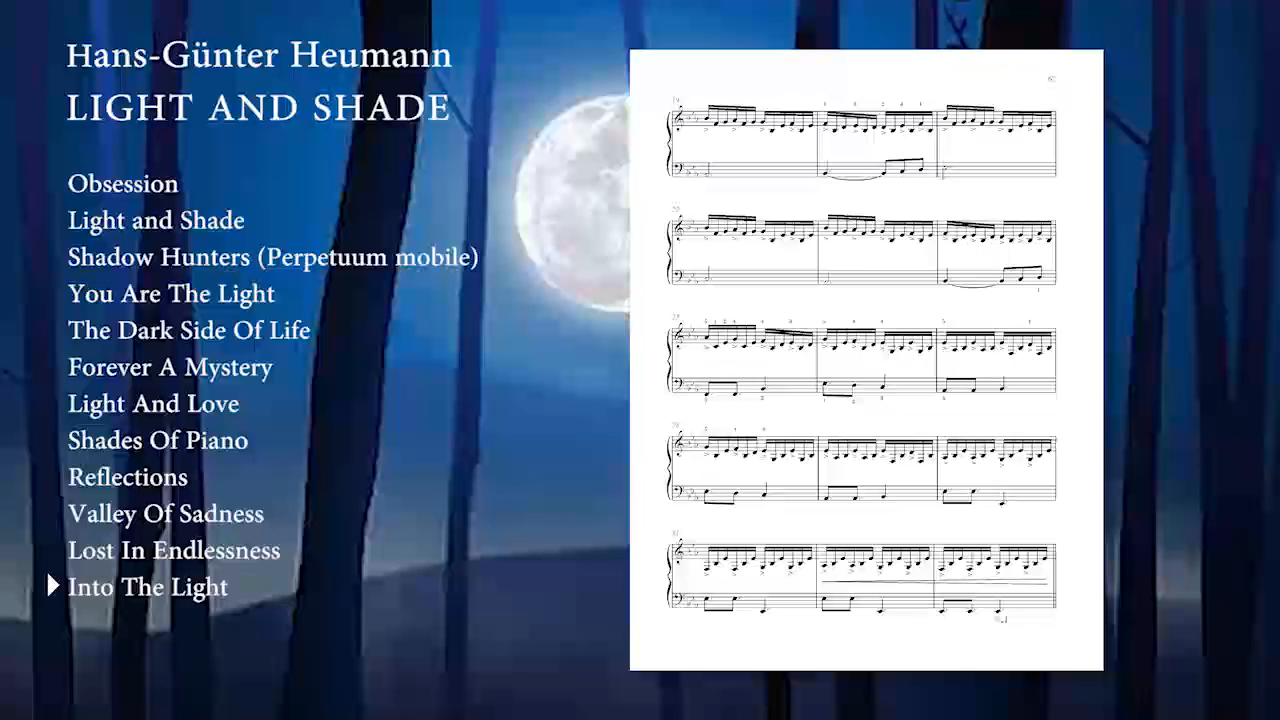 Hans-Günter Heumann
LIGHT AND SHADE
Obsession
Light and Shade
Shadow Hunters (Perpetuum mobile)
You Are The Light
The Dark Side Of Life
Forever A Mystery
Light And Love
Shades Of Piano
Reflections
Valley Of Sadness
Lost In Endlessness
Into The Light